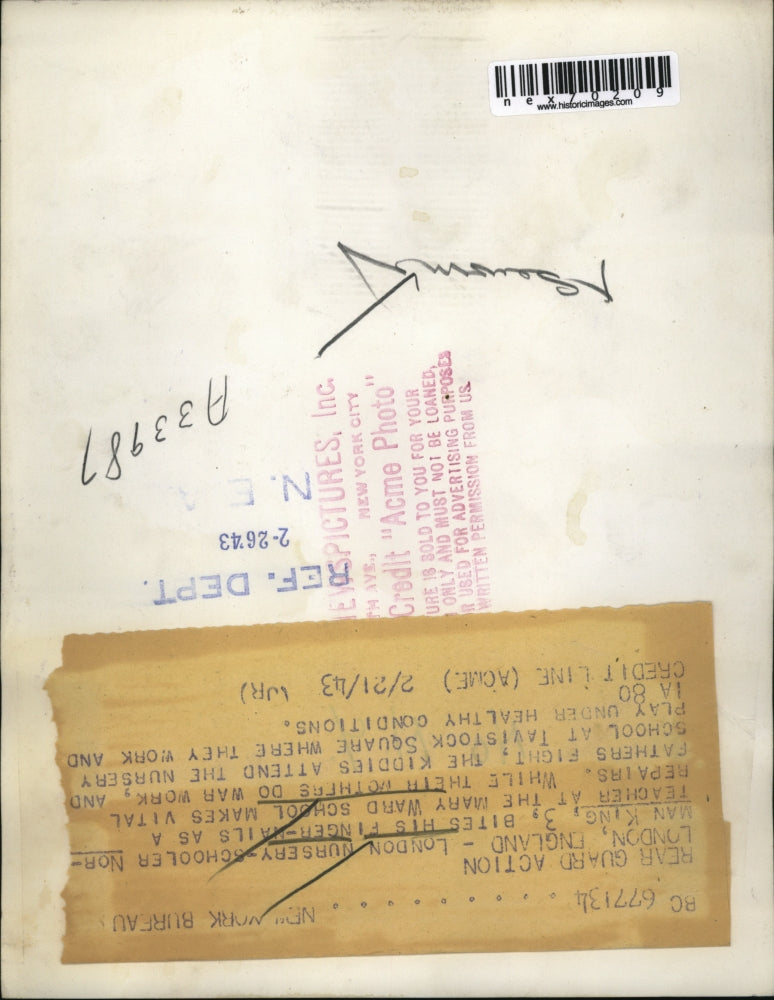 nex70209
www.historicimages.com
A33987
N. E. A
2-26-43
REF. DEPT.
NEWSPICTURES, Inc.
TH AVE., NEW YORK CITY
Credit "Acme Photo"
URE IS SOLD TO YOU FOR YOUR
ONLY AND MUST NOT BE LOANED,
R USED FOR ADVERTISING PURPOSES
WRITTEN PERMISSION FROM US.
BC 677134 . . . . . . . . . . NEW YORK BUREAU
REAR GUARD ACTION
LONDON, ENGLAND - LONDON NURSERY-SCHOOLER NOR-
MAN KING, 3, BITES HIS FINGER-NAILS AS A
TEACHER AT THE MARY WARD SCHOOL MAKES VITAL
REPAIRS. WHILE THEIR MOTHERS DO WAR WORK, AND
FATHERS FIGHT, THE KIDDIES ATTEND THE NURSERY
SCHOOL AT TAVISTOCK SQUARE WHERE THEY WORK AND
PLAY UNDER HEALTHY CONDITIONS.
1A 80
CREDIT LINE (ACME) 2/21/43 (JR)